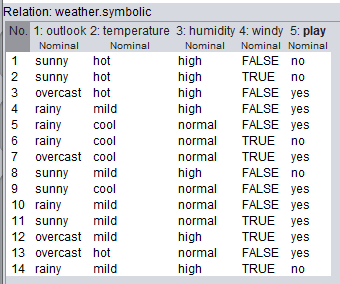 Relation: weather.symbolic
No. 1: outlook 2: temperature 3: humidity 4: windy 5: play
Nominal Nominal Nominal Nominal Nominal
1 sunny hot high FALSE no
2 sunny hot high TRUE no
3 overcast hot high FALSE yes
4 rainy mild high FALSE yes
5 rainy cool normal FALSE yes
6 rainy cool normal TRUE no
7 overcast cool normal TRUE yes
8 sunny mild high FALSE no
9 sunny cool normal FALSE yes
10 rainy mild normal FALSE yes
11 sunny mild normal TRUE yes
12 overcast mild high TRUE yes
13 overcast hot normal FALSE yes
14 rainy mild high TRUE no